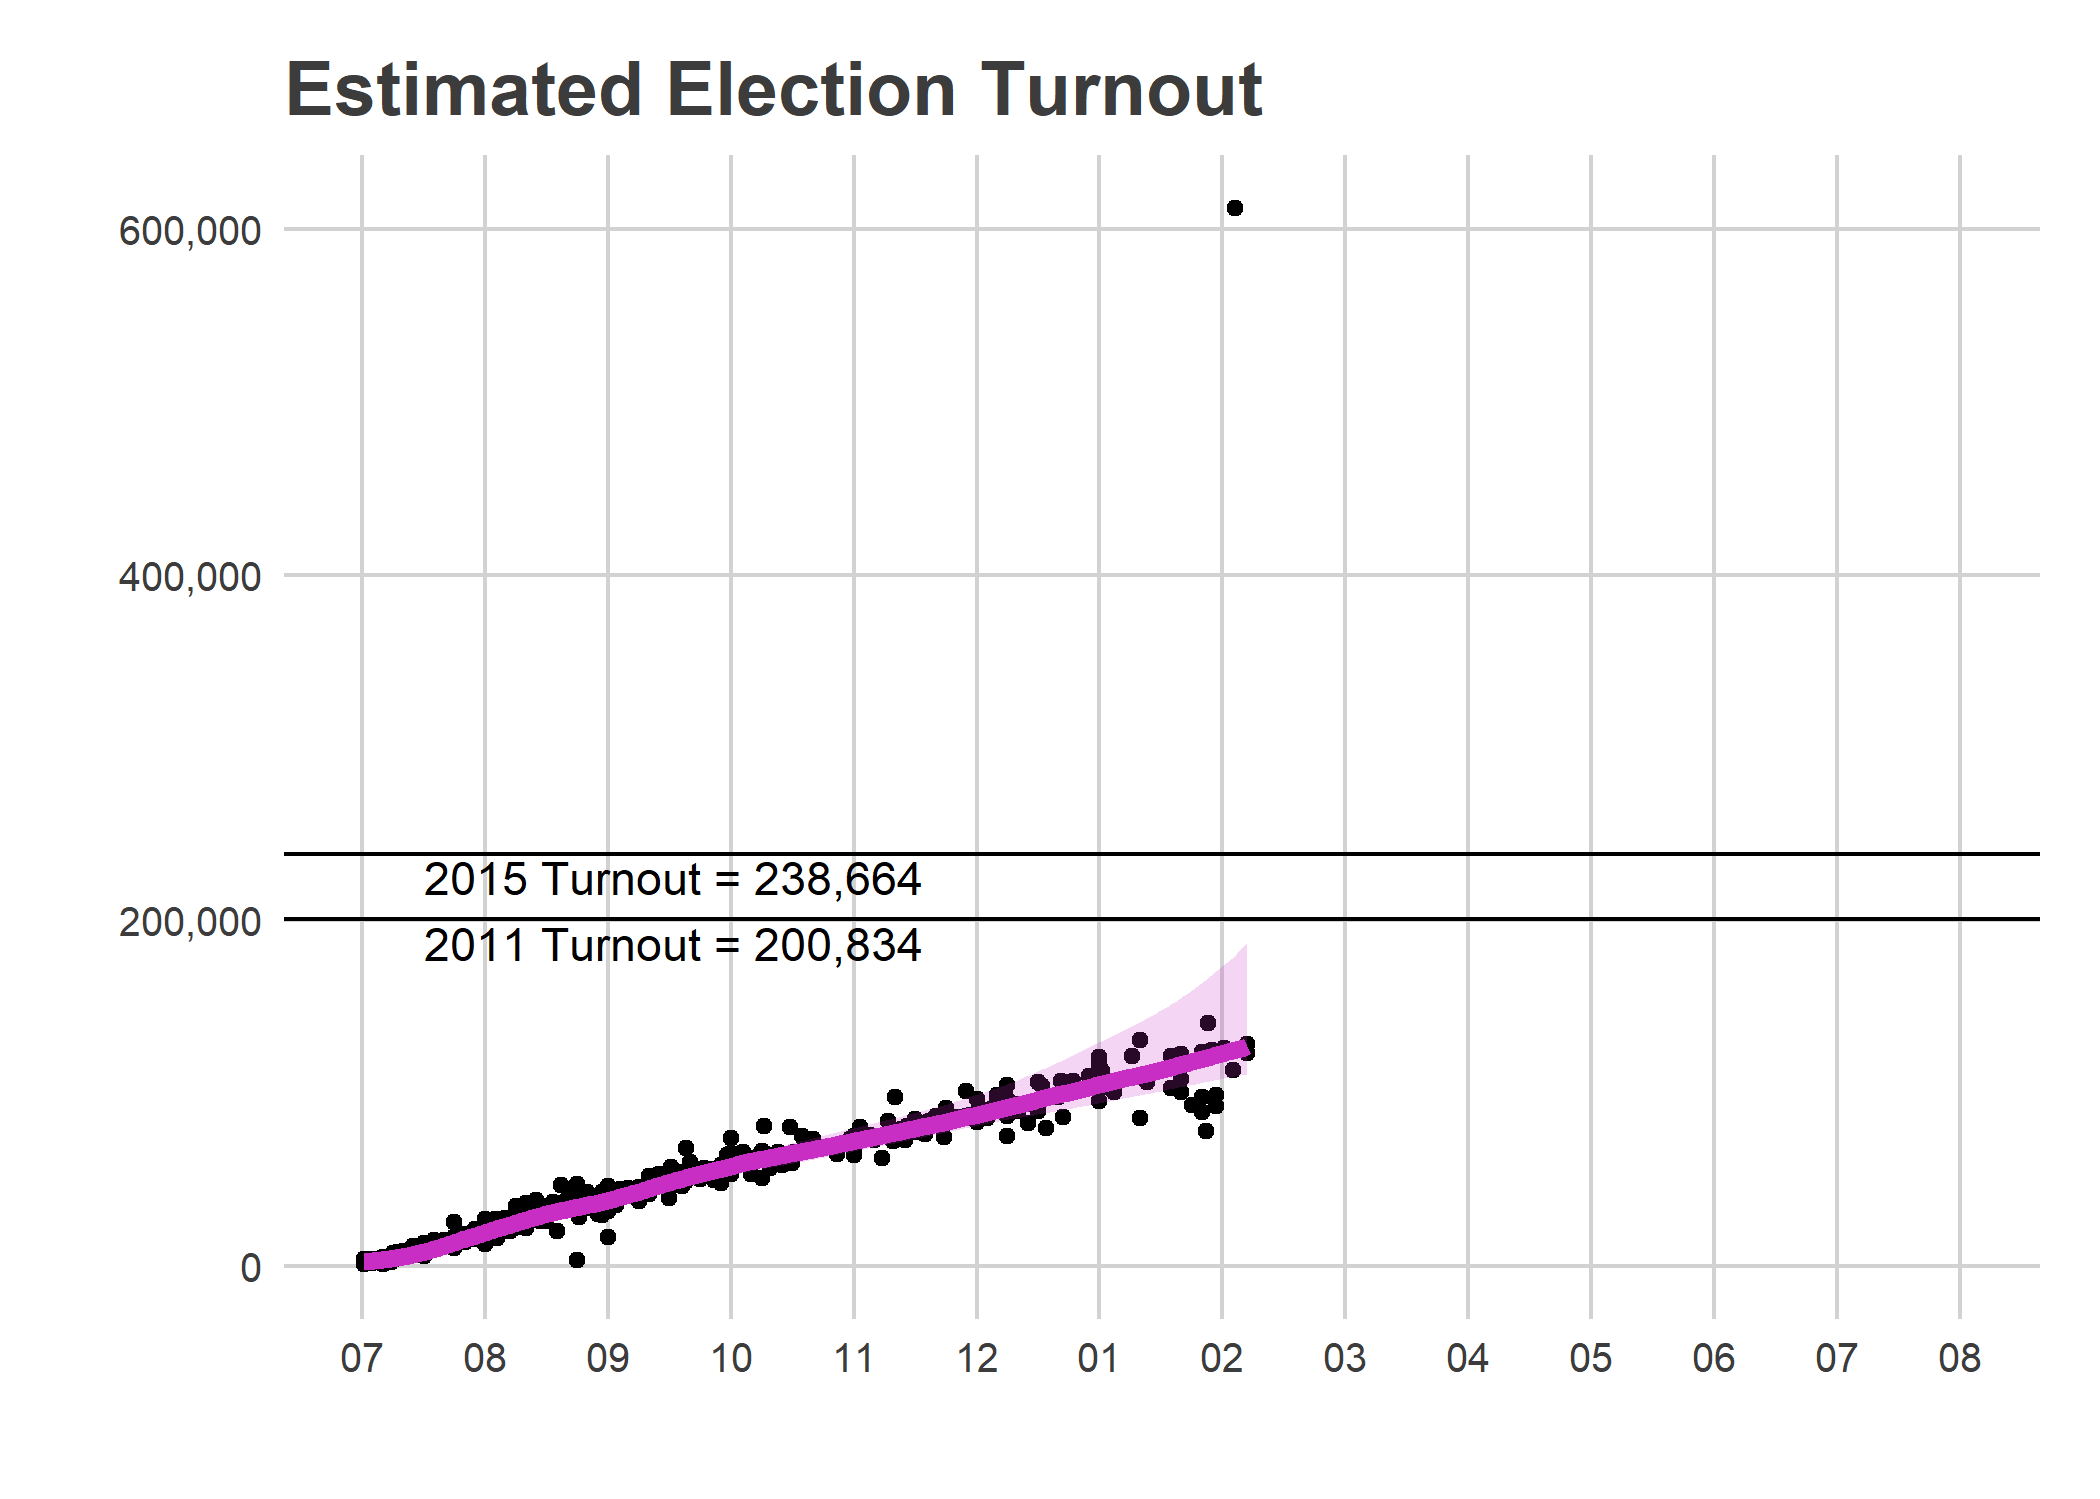 Estimated Election Turnout
600,000
400,000
2015 Turnout = 238,664
200,000
2011 Turnout = 200,834
0
07 08 09 10 11 12 01 02 03 04 05 06 07 08